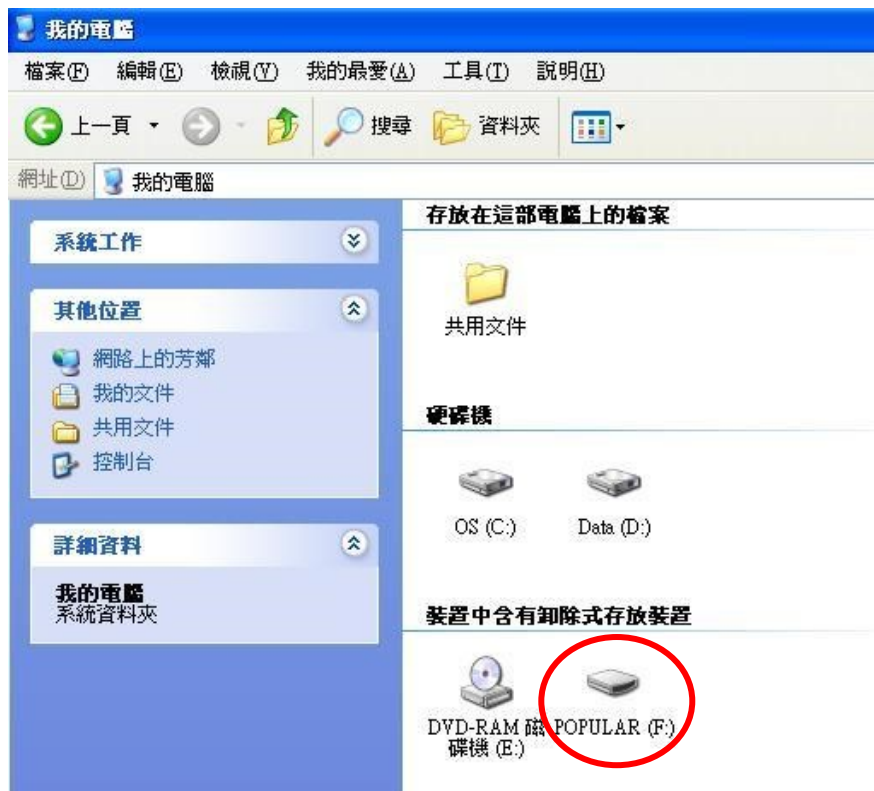 我的電腦
檔案(F) 編輯(E) 檢視(V) 我的最愛(A) 工具(T) 說明(H)
上一頁 搜尋 資料夾
網址(D) 我的電腦
系統工作
其他位置
網路上的芳鄰
我的文件
共用文件
控制台
詳細資料
我的電腦
系統資料夾
存放在這部電腦上的檔案
共用文件
硬碟機
OS (C:) Data (D:)
裝置中含有卸除式存放裝置
DVD-RAM 磁
碟機 (E:)
POPULAR (F:)